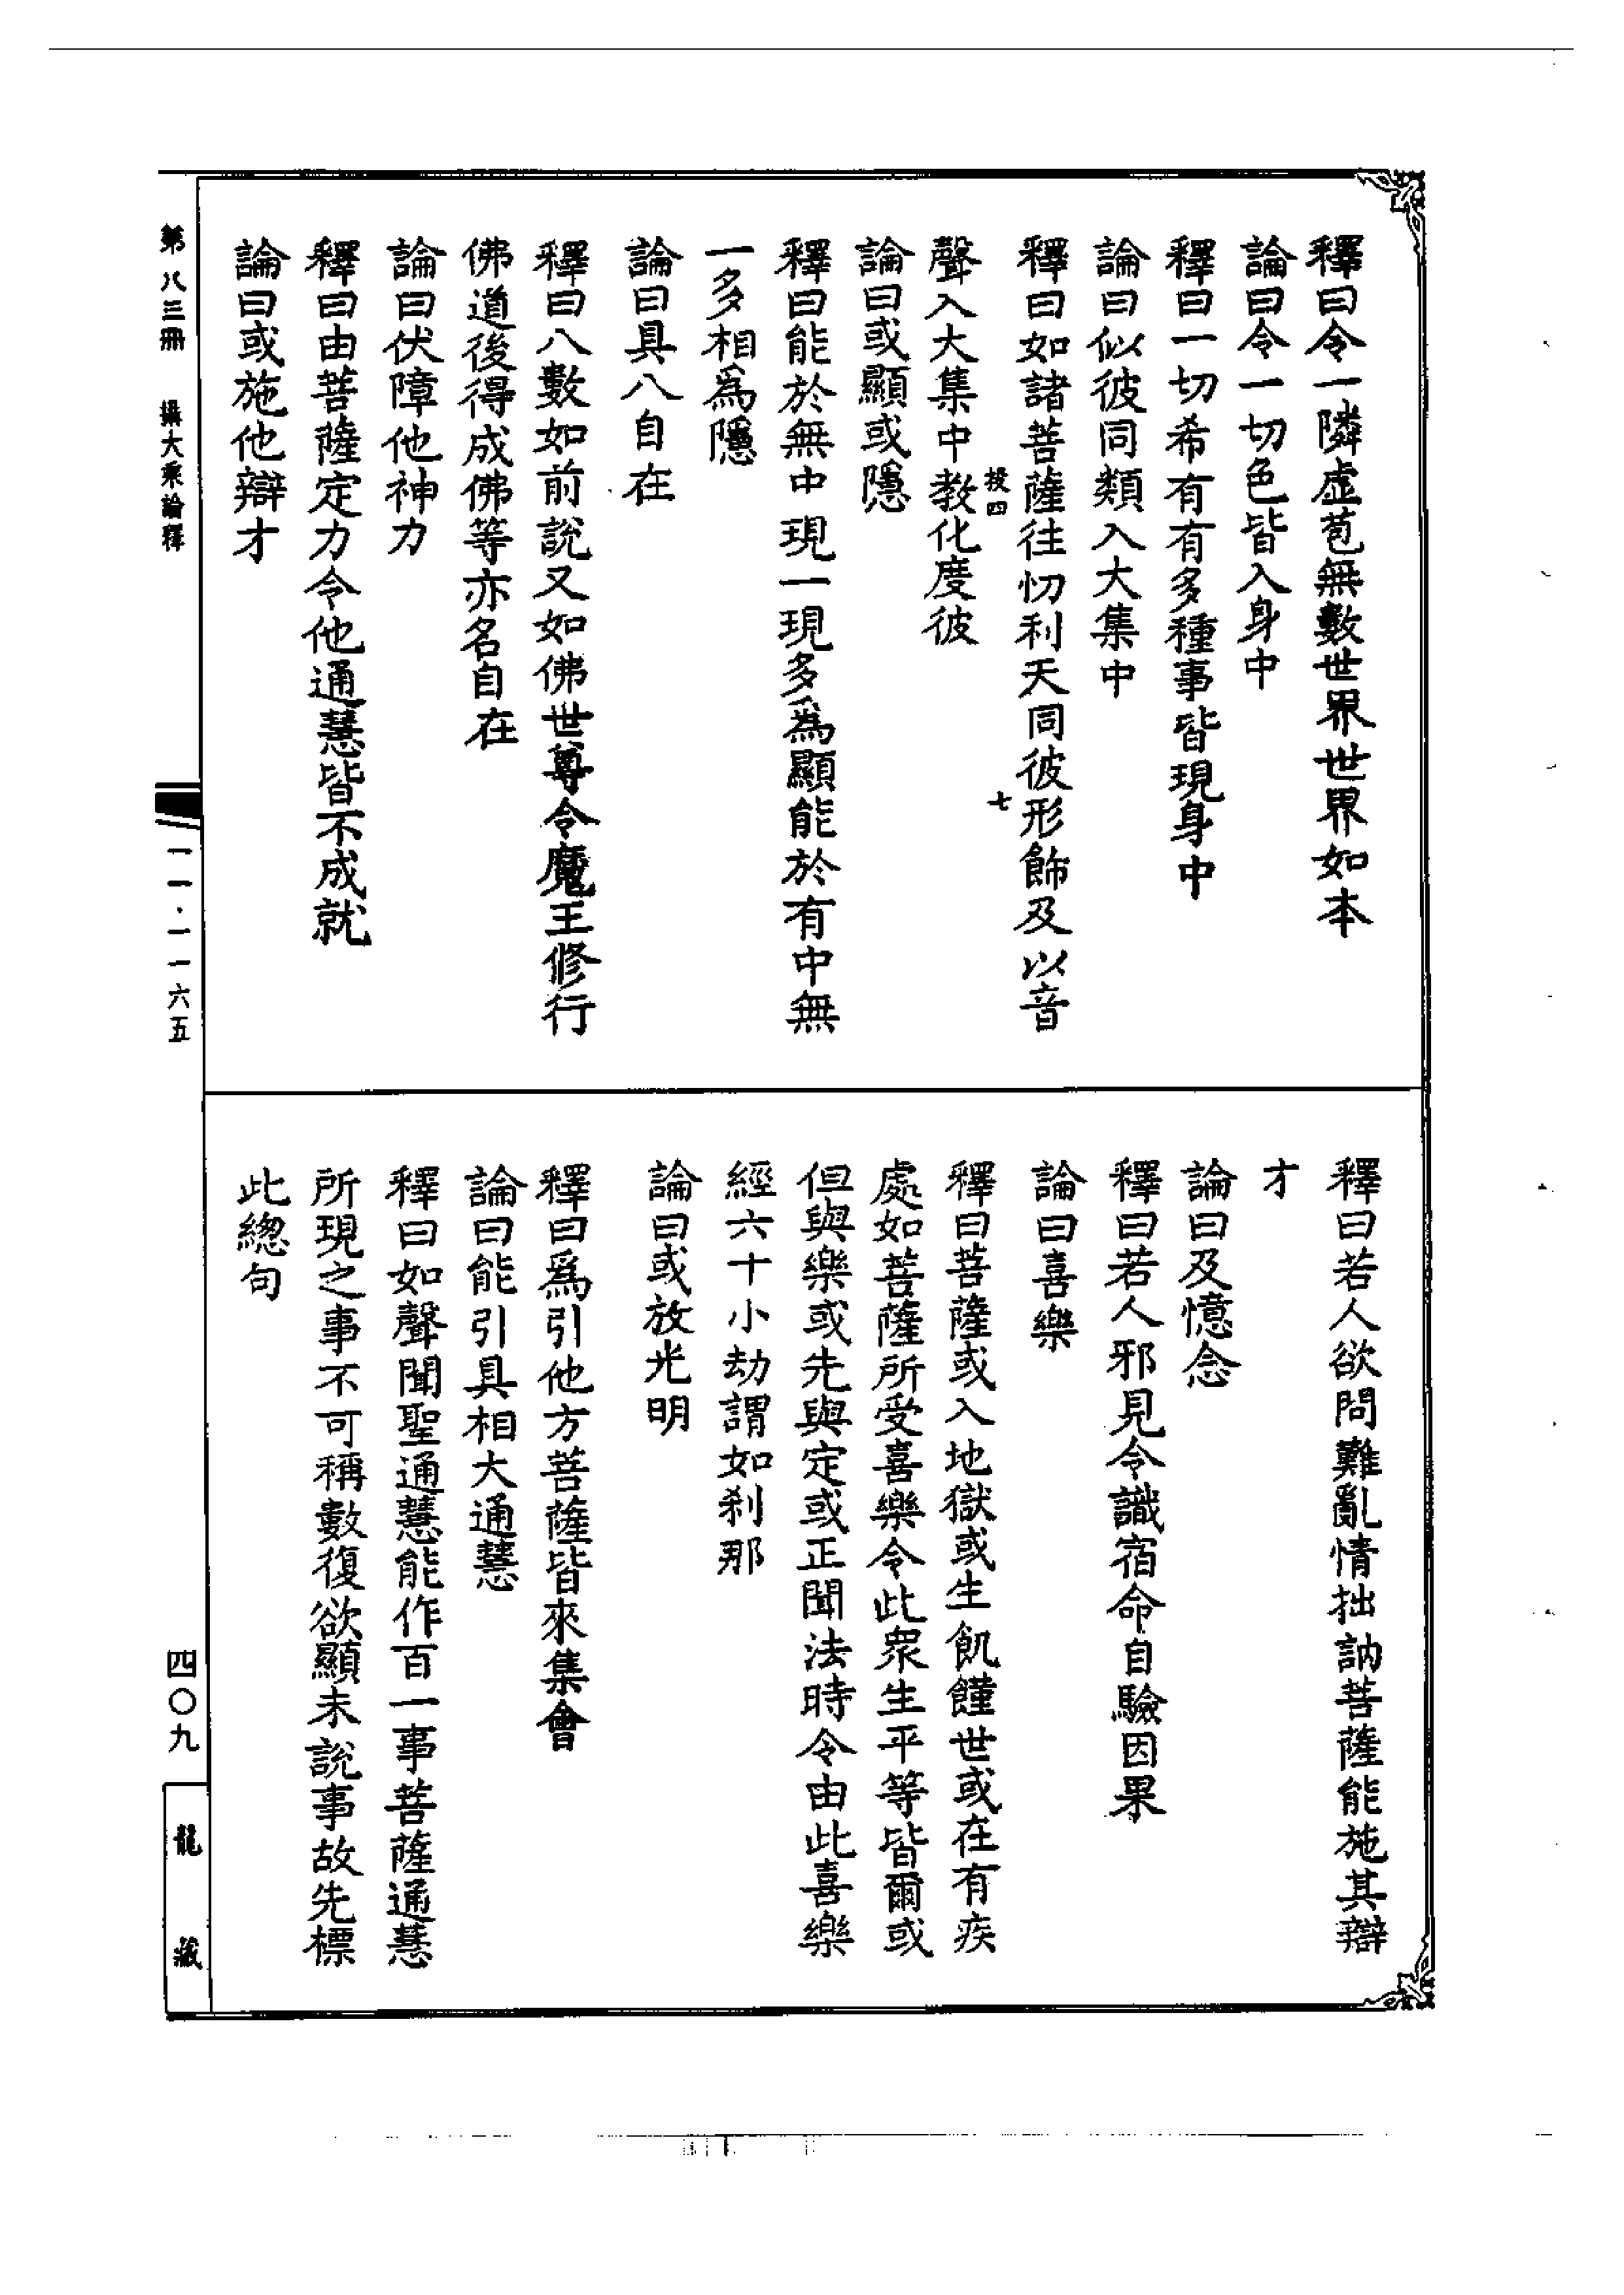 釋曰令一隣虛苞無數世界世界如本
論曰令一切色皆入身中
釋曰一切希有有多種事皆現身中
論曰似彼同類入大集中
釋曰如諸菩薩往忉利天同彼形飾及以音
投四
七
聲入大集中教化度彼
論曰或顯或隱
釋曰能於無中現一現多為顯能於有中無
一多相為隱
論曰具八自在
釋曰八數如前說又如佛世尊令魔王修行
佛道後得成佛等亦名自在
論曰伏障他神力
釋曰由菩薩定力令他通慧皆不成就
論曰或施他辯才
釋曰若人欲問難亂情拙訥菩薩能施其辯
才
論曰及憶念
釋曰若人邪見令識宿命自驗因果
論曰喜樂
釋曰菩薩或入地獄或生飢饉世或在有疾
處如菩薩所受喜樂令此眾生平等皆爾或
但與樂或先與定或正聞法時令由此喜樂
經六十小劫謂如剎那
論曰或放光明
釋曰為引他方菩薩皆來集會
論曰能引具相大通慧
釋曰如聲聞聖通慧能作百一事菩薩通慧
所現之事不可稱數復欲顯未說事故先標
此總句
第八三冊 攝大乘論釋
一一·一一六五
四〇九
龍藏